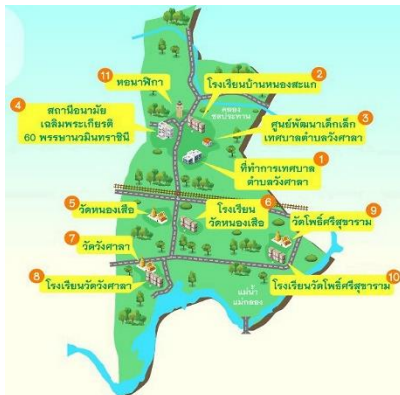 11
หอนาฬิกา
2
โรงเรียนบ้านหนองสะแก
4
สถานีอนามัย
เฉลิมพระเกียรติ
60 พรรษานวมินทราชินี
คลอง
ชลประทาน
3
ศูนย์พัฒนาเด็กเล็ก
เทศบาลตำบลวังศาลา
1
ที่ทำการเทศบาล
ตำบลวังศาลา
5
วัดหนองเสือ
6
โรงเรียน
วัดหนองเสือ
9
วัดโพธิ์ศรีสุขาราม
7
วัดวังศาลา
8
โรงเรียนวัดวังศาลา
10
โรงเรียนวัดโพธิ์ศรีสุขาราม
แม่น้ำ
แม่กลอง